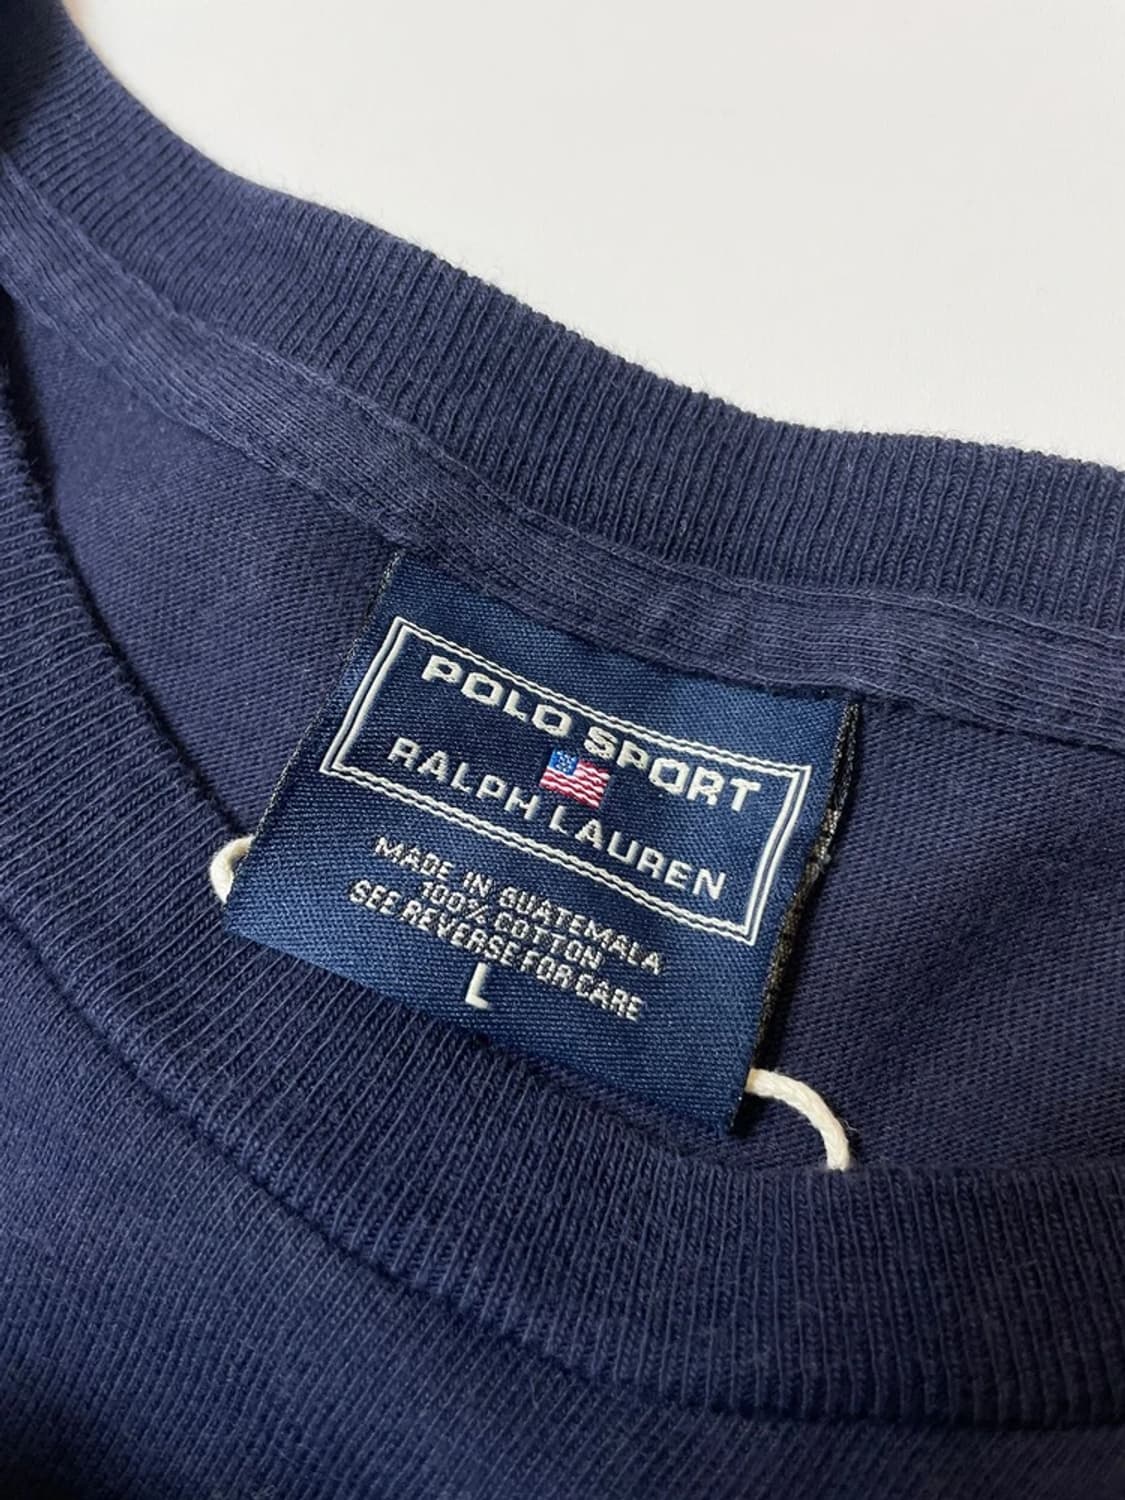 POLO SPORT
RALPH LAUREN
MADE IN GUATEMALA
100% COTTON
SEE REVERSE FOR CARE
L